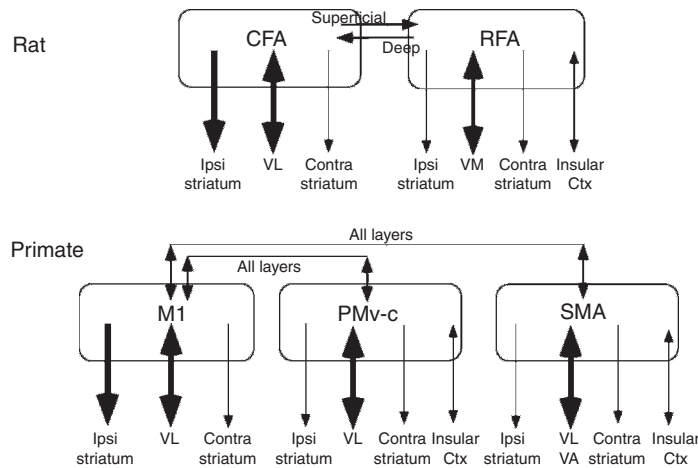 Superficial
Rat
CFA
RFA
Deep
Ipsi striatum
VL
Contra striatum
Ipsi striatum
VM
Contra striatum
Insular Ctx
Primate
All layers
All layers
M1
PMv-c
SMA
Ipsi striatum
VL
Contra striatum
Ipsi striatum
VL
Contra striatum
Insular Ctx
Ipsi striatum
VL VA
Contra striatum
Insular Ctx